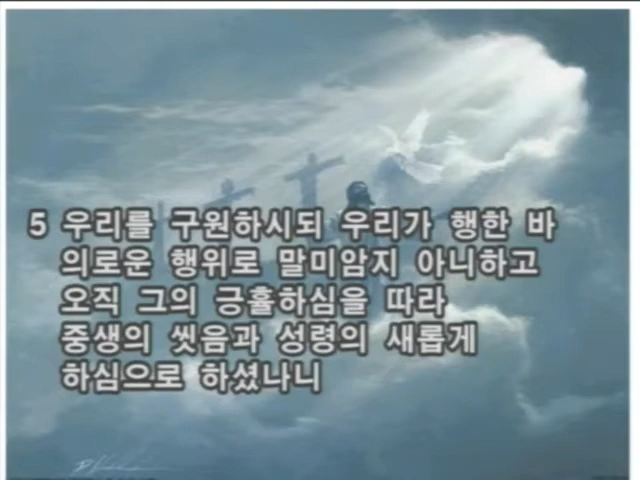 5 우리를 구원하시되 우리가 행한 바
의로운 행위로 말미암지 아니하고
오직 그의 긍휼하심을 따라
중생의 씻음과 성령의 새롭게
하심으로 하셨나니